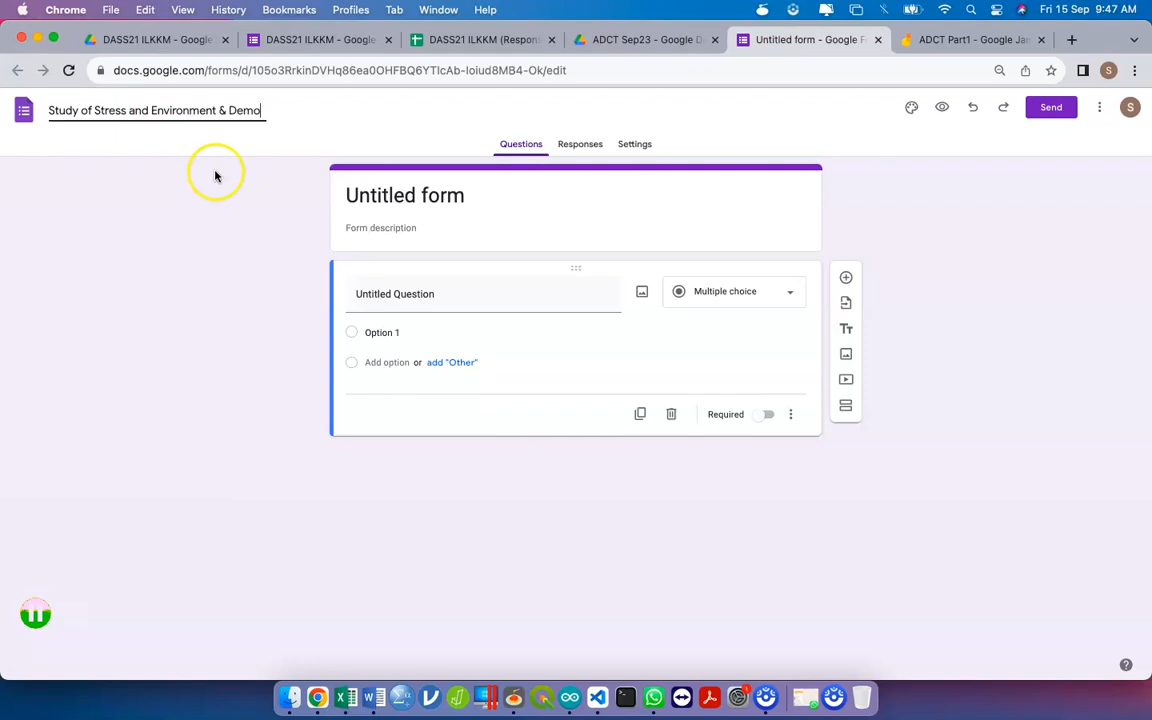 Chrome File Edit View History Bookmarks Profiles Tab Window Help Fri 15 Sep 9:47 AM
DASS21 ILKKM - Google DASS21 ILKKM - Google DASS21 ILKKM (Respon ADCT Sep23 - Google D Untitled form - Google F ADCT Part1 - Google Ja
docs.google.com/forms/d/105o3RrkinDVHq86ea0OHFBQ6YTIcAb-Ioiud8MB4-Ok/edit S
Study of Stress and Environment & Demo Send S
Questions Responses Settings
Untitled form
Form description
Untitled Question Multiple choice
Option 1
Add option or add "Other"
Required